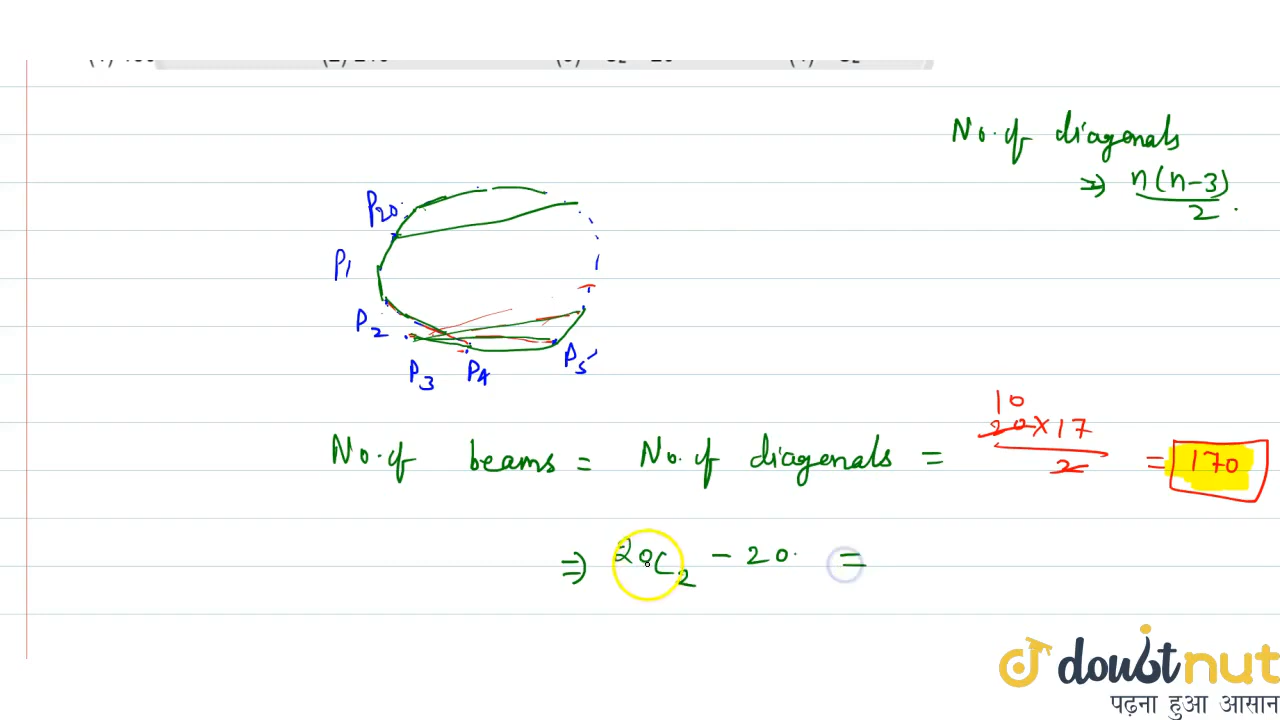 No. of diagonals
⇒ n(n-3)
2.
P20
P1
P2
P3
P4
P5
10
20×17
No. of beams = No. of diagonals = 2 = 170
⇒ 20C2 - 20. =
doubtnut
पढ़ना हुआ आसान